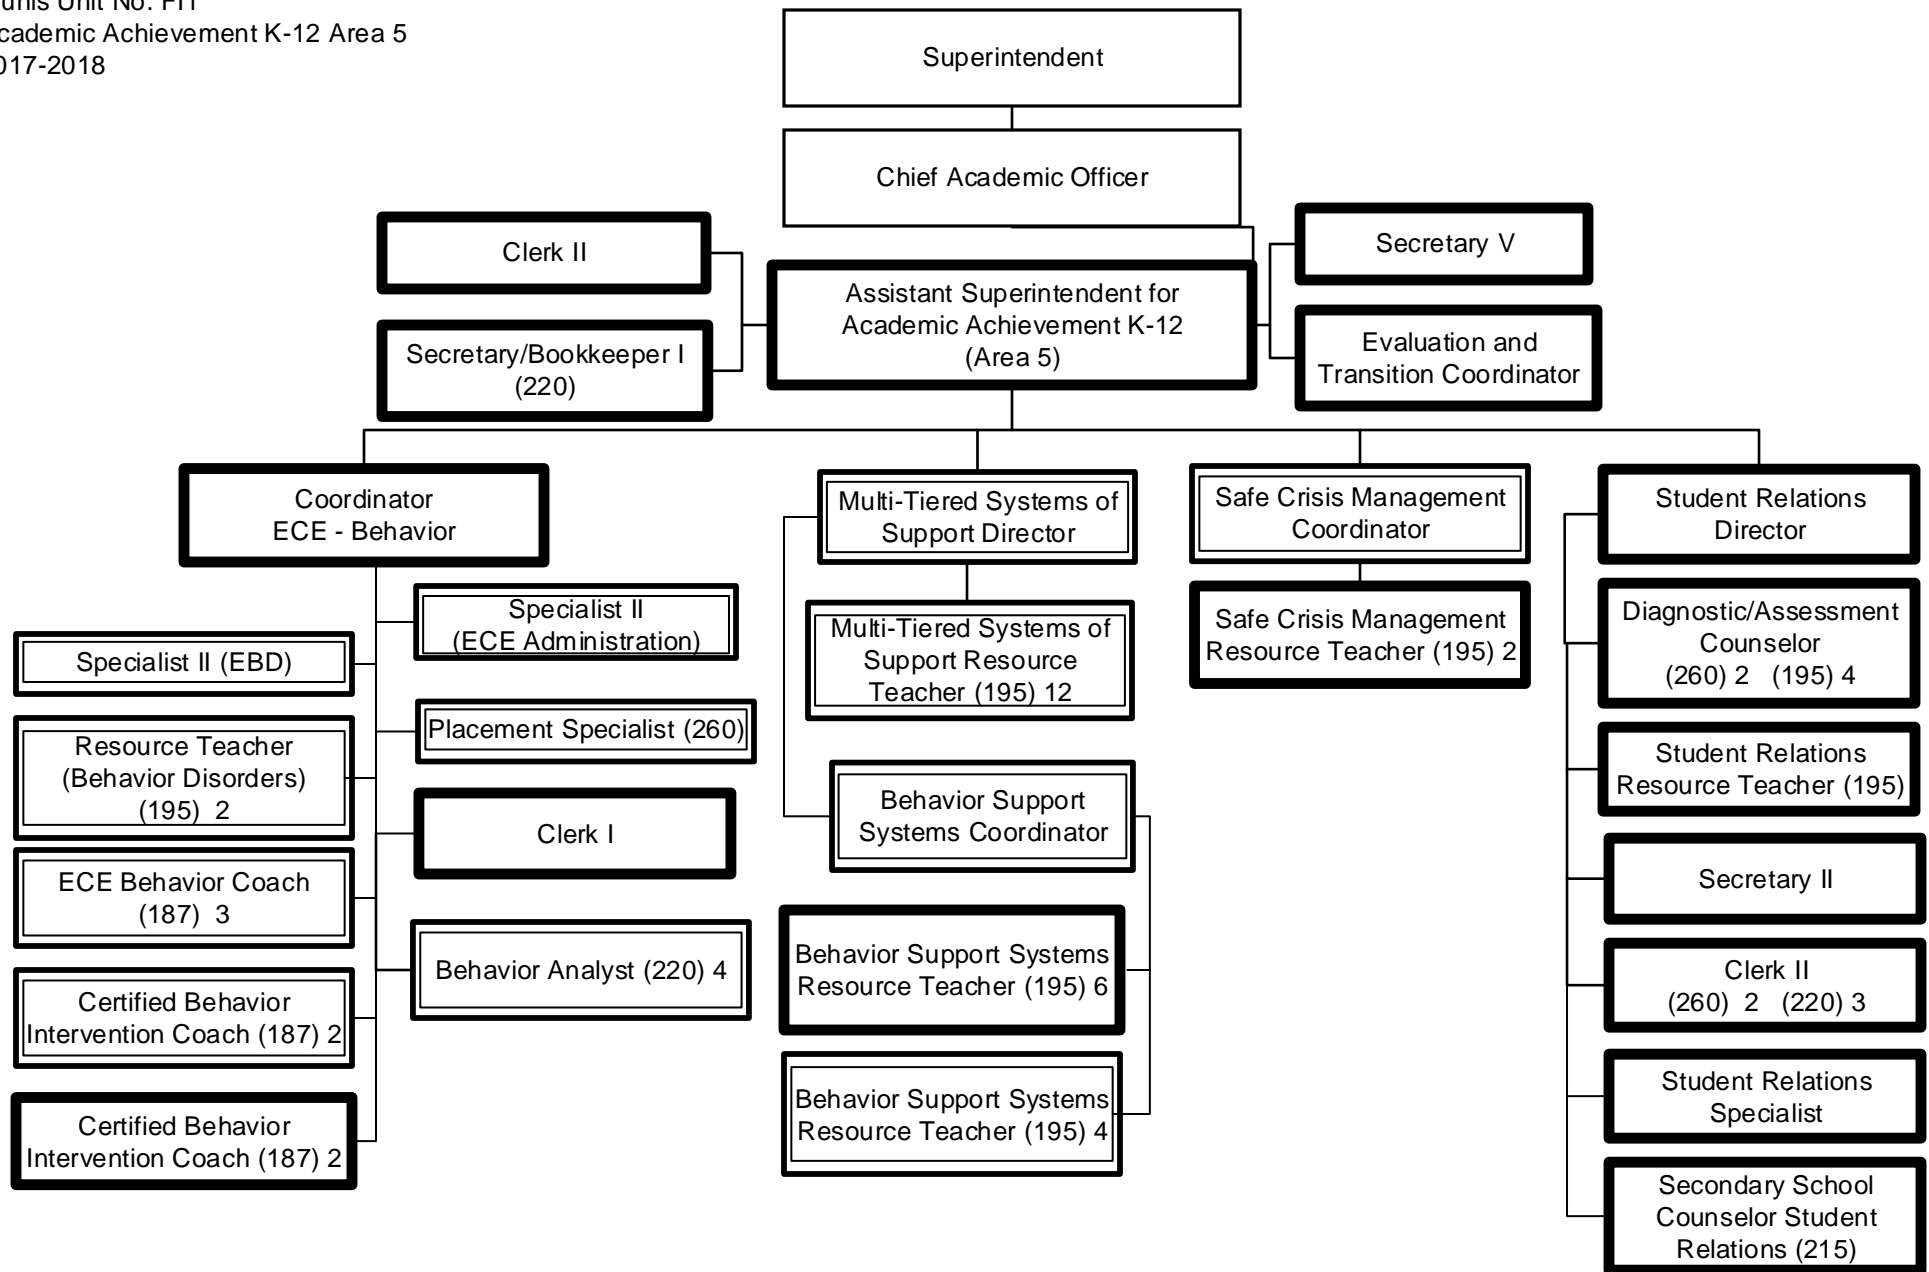 Academic Achievement K-12 Area 5
2017-2018
Superintendent
Chief Academic Officer
Clerk II
Secretary/Bookkeeper I
(220)
Assistant Superintendent for
Academic Achievement K-12
(Area 5)
Secretary V
Evaluation and
Transition Coordinator
Coordinator
ECE - Behavior
Specialist II
(ECE Administration)
Specialist II (EBD)
Placement Specialist (260)
Resource Teacher
(Behavior Disorders)
(195) 2
Clerk I
ECE Behavior Coach
(187) 3
Behavior Analyst (220) 4
Certified Behavior
Intervention Coach (187) 2
Certified Behavior
Intervention Coach (187) 2
Multi-Tiered Systems of
Support Director
Multi-Tiered Systems of
Support Resource
Teacher (195) 12
Behavior Support
Systems Coordinator
Behavior Support Systems
Resource Teacher (195) 6
Behavior Support Systems
Resource Teacher (195) 4
Safe Crisis Management
Coordinator
Safe Crisis Management
Resource Teacher (195) 2
Student Relations
Director
Diagnostic/Assessment
Counselor
(260) 2 (195) 4
Student Relations
Resource Teacher (195)
Secretary II
Clerk II
(260) 2 (220) 3
Student Relations
Specialist
Secondary School
Counselor Student
Relations (215)